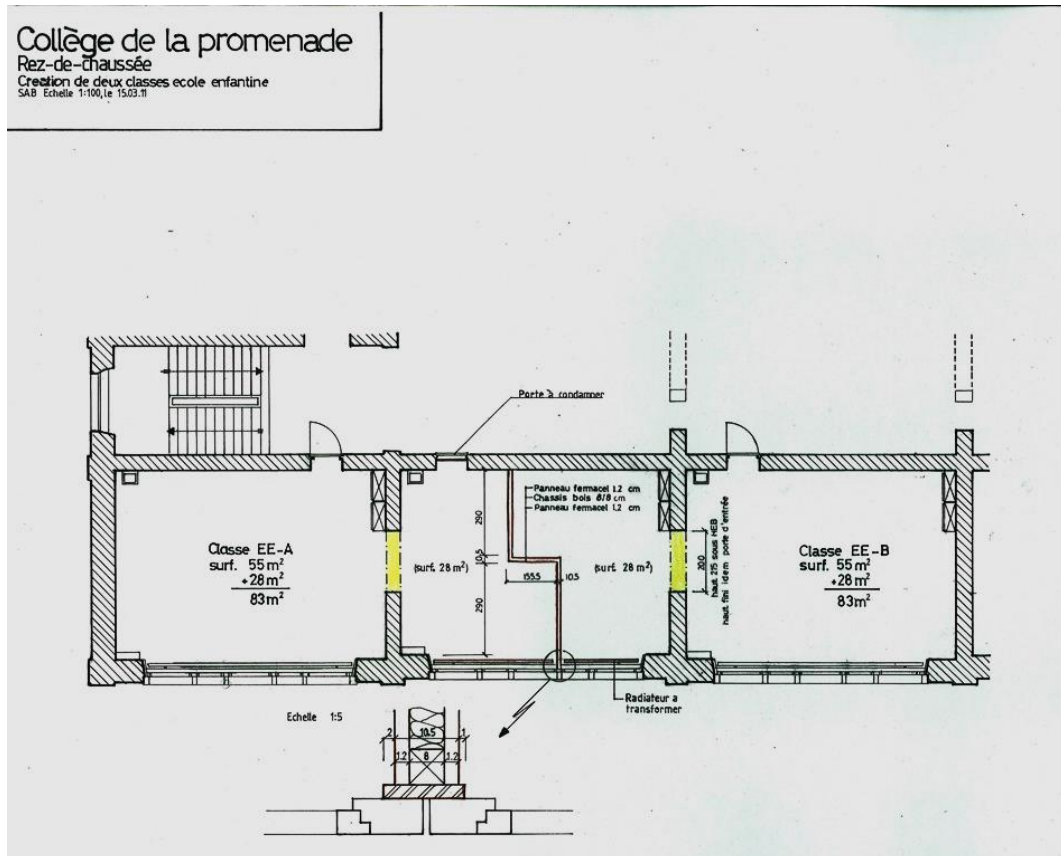 Collège de la promenade
Rez-de-chaussée
Creation de deux classes ecole enfantine
SAB Echelle 1:100, le 15.03.11
Porte à condamner
Panneau fermacel 1.2 cm
Chassis bois 8/8 cm
Panneau fermacel 1.2 cm
290
10.5
290
155.5
10.5
Classe EE-A
surf. 55 m²
+28 m²
83 m²
(surf. 28 m²)
(surf. 28 m²)
200
haut 215 sous HEB
haut fini idem porte d'entrée
Classe EE-B
surf. 55 m²
+28 m²
83 m²
Radiateur a
transformer
Echelle 1:5
2
10.5
1
1.2
8
1.2